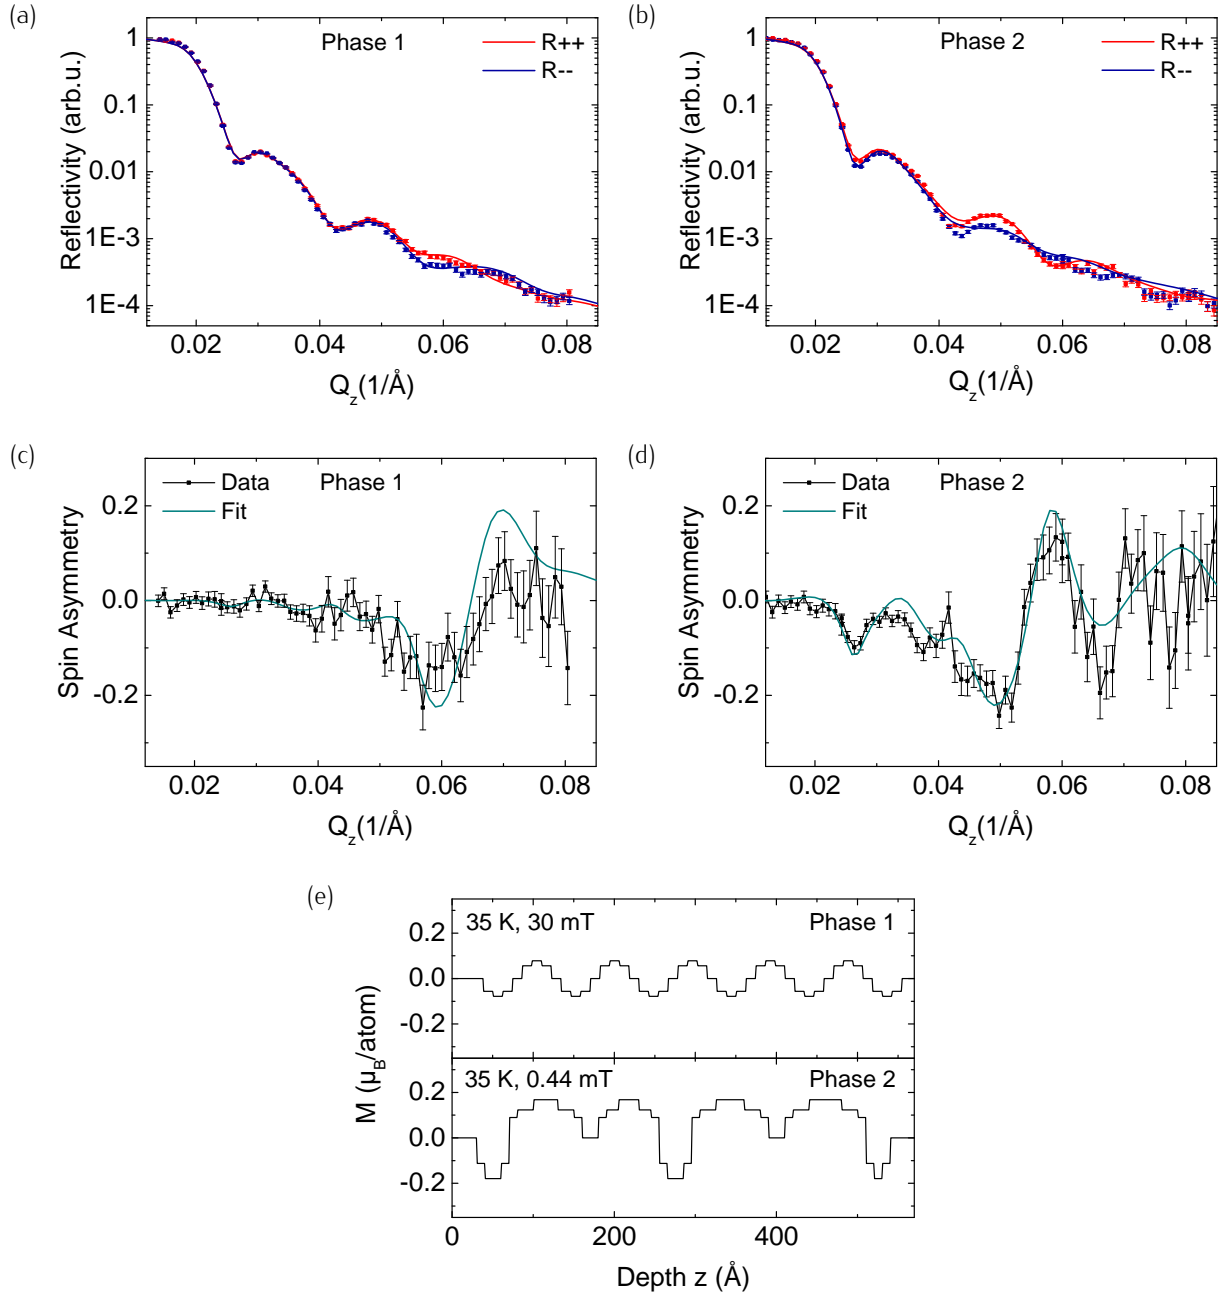 (a)
Phase 1
R++
R--
1
0.1
0.01
1E-3
1E-4
Reflectivity (arb.u.)
0.02 0.04 0.06 0.08
Q_z(1/Å)
(b)
Phase 2
R++
R--
1
0.1
0.01
1E-3
1E-4
Reflectivity (arb.u.)
0.02 0.04 0.06 0.08
Q_z(1/Å)
(c)
Data Phase 1
Fit
0.2
0.0
-0.2
Spin Asymmetry
0.02 0.04 0.06 0.08
Q_z(1/Å)
(d)
Data Phase 2
Fit
0.2
0.0
-0.2
Spin Asymmetry
0.02 0.04 0.06 0.08
Q_z(1/Å)
(e)
35 K, 30 mT Phase 1
0.2
0.0
-0.2
M (μ_B/atom)
35 K, 0.44 mT Phase 2
0.2
0.0
-0.2
0 200 400
Depth z (Å)